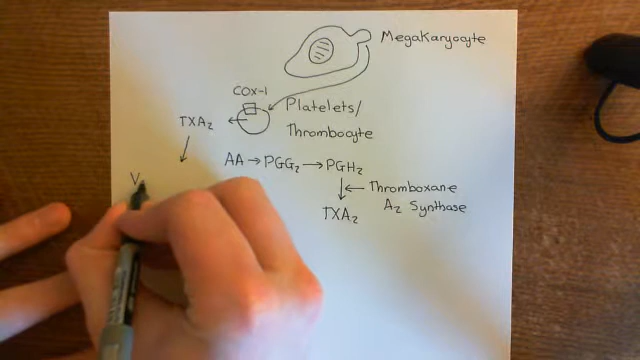 Megakaryocyte
COX-1
Platelets/
Thrombocyte
TXA2
AA → PGG2 → PGH2
Thromboxane
A2 Synthase
TXA2
V